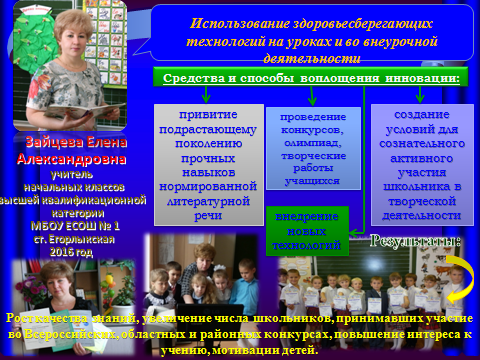 Использование здоровьесберегающих
технологий на уроках и во внеурочной
деятельности
Средства и способы воплощения инновации:
привитие
подрастающему
поколению
прочных
навыков
нормированной
литературной
речи
проведение
конкурсов,
олимпиад,
творческие
работы
учащихся
создание
условий для
сознательного
активного
участия
школьника в
творческой
деятельности
внедрение
новых
технологий
Зайцева Елена
Александровна
учитель
начальных классов
высшей квалификационной
категории
МБОУ ЕСОШ № 1
ст. Егорлыкская
2016 год
Результаты:
Рост качества знаний, увеличение числа школьников, принимавших участие
во Всероссийских, областных и районных конкурсах, повышение интереса к
учению, мотивации детей.